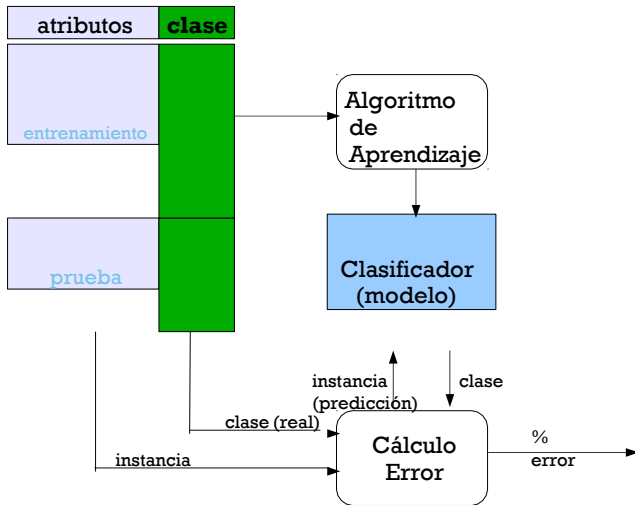 atributos clase
entrenamiento
Algoritmo
de
Aprendizaje
prueba
Clasificador
(modelo)
instancia clase
(predicción)
clase (real)
instancia
Cálculo
Error
%
error